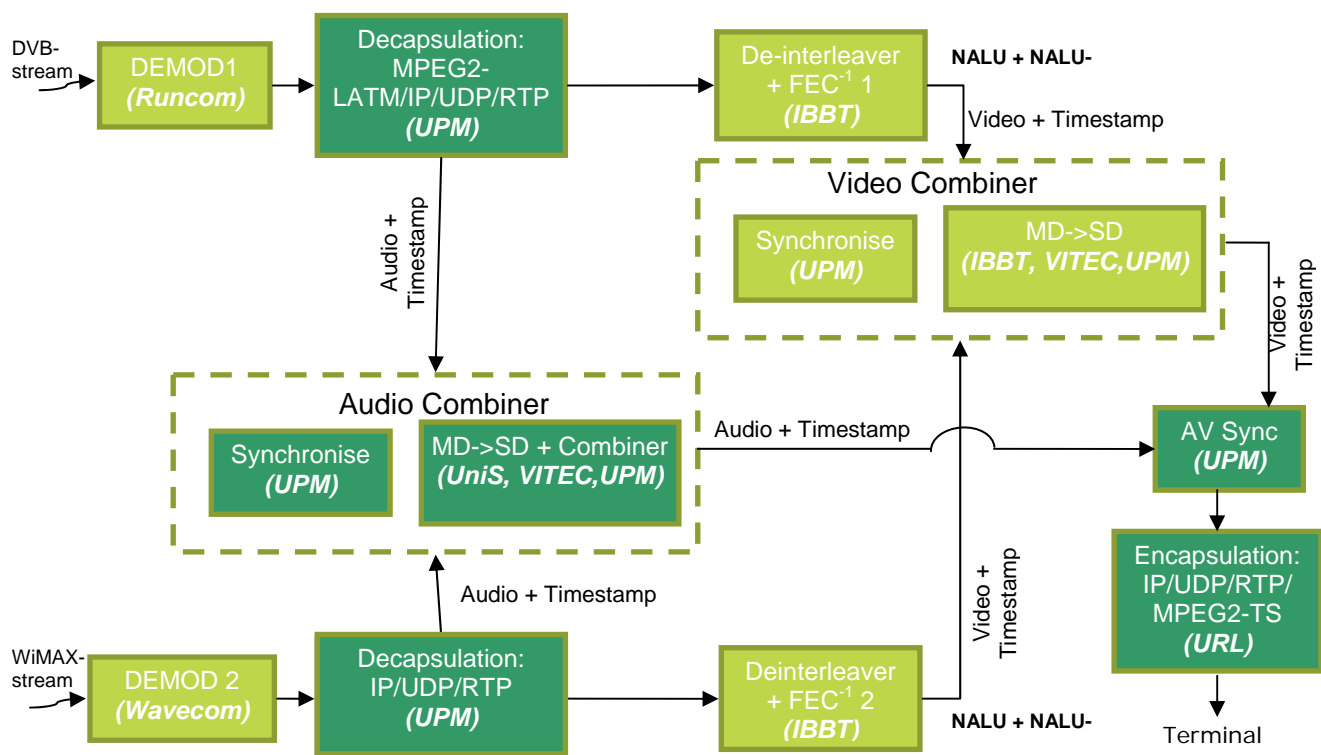 DVB-
stream
DEMOD1
(Runcom)
Decapsulation:
MPEG2-
LATM/IP/UDP/RTP
(UPM)
De-interleaver
+ FEC⁻¹ 1
(IBBT)
NALU + NALU-
Video + Timestamp
Audio +
Timestamp
Video Combiner
Synchronise
(UPM)
MD->SD
(IBBT, VITEC,UPM)
Video +
Timestamp
Audio Combiner
Synchronise
(UPM)
MD->SD + Combiner
(UniS, VITEC,UPM)
Audio + Timestamp
AV Sync
(UPM)
Encapsulation:
IP/UDP/RTP/
MPEG2-TS
(URL)
Terminal
Audio + Timestamp
Video +
Timestamp
WiMAX-
stream
DEMOD 2
(Wavecom)
Decapsulation:
IP/UDP/RTP
(UPM)
Deinterleaver
+ FEC⁻¹ 2
(IBBT)
NALU + NALU-